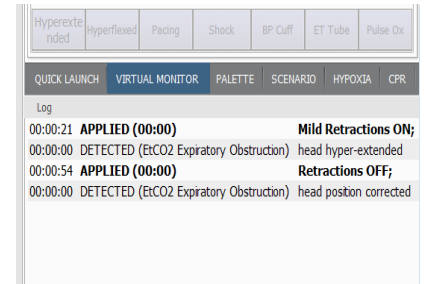 Hyperexte
nded Hyperflexed Pacing Shock BP Cuff ET Tube Pulse Ox
QUICK LAUNCH VIRTUAL MONITOR PALETTE SCENARIO HYPOXIA CPR
Log
00:00:21 APPLIED (00:00) Mild Retractions ON;
00:00:00 DETECTED (EtCO2 Expiratory Obstruction) head hyper-extended
00:00:54 APPLIED (00:00) Retractions OFF;
00:00:00 DETECTED (EtCO2 Expiratory Obstruction) head position corrected